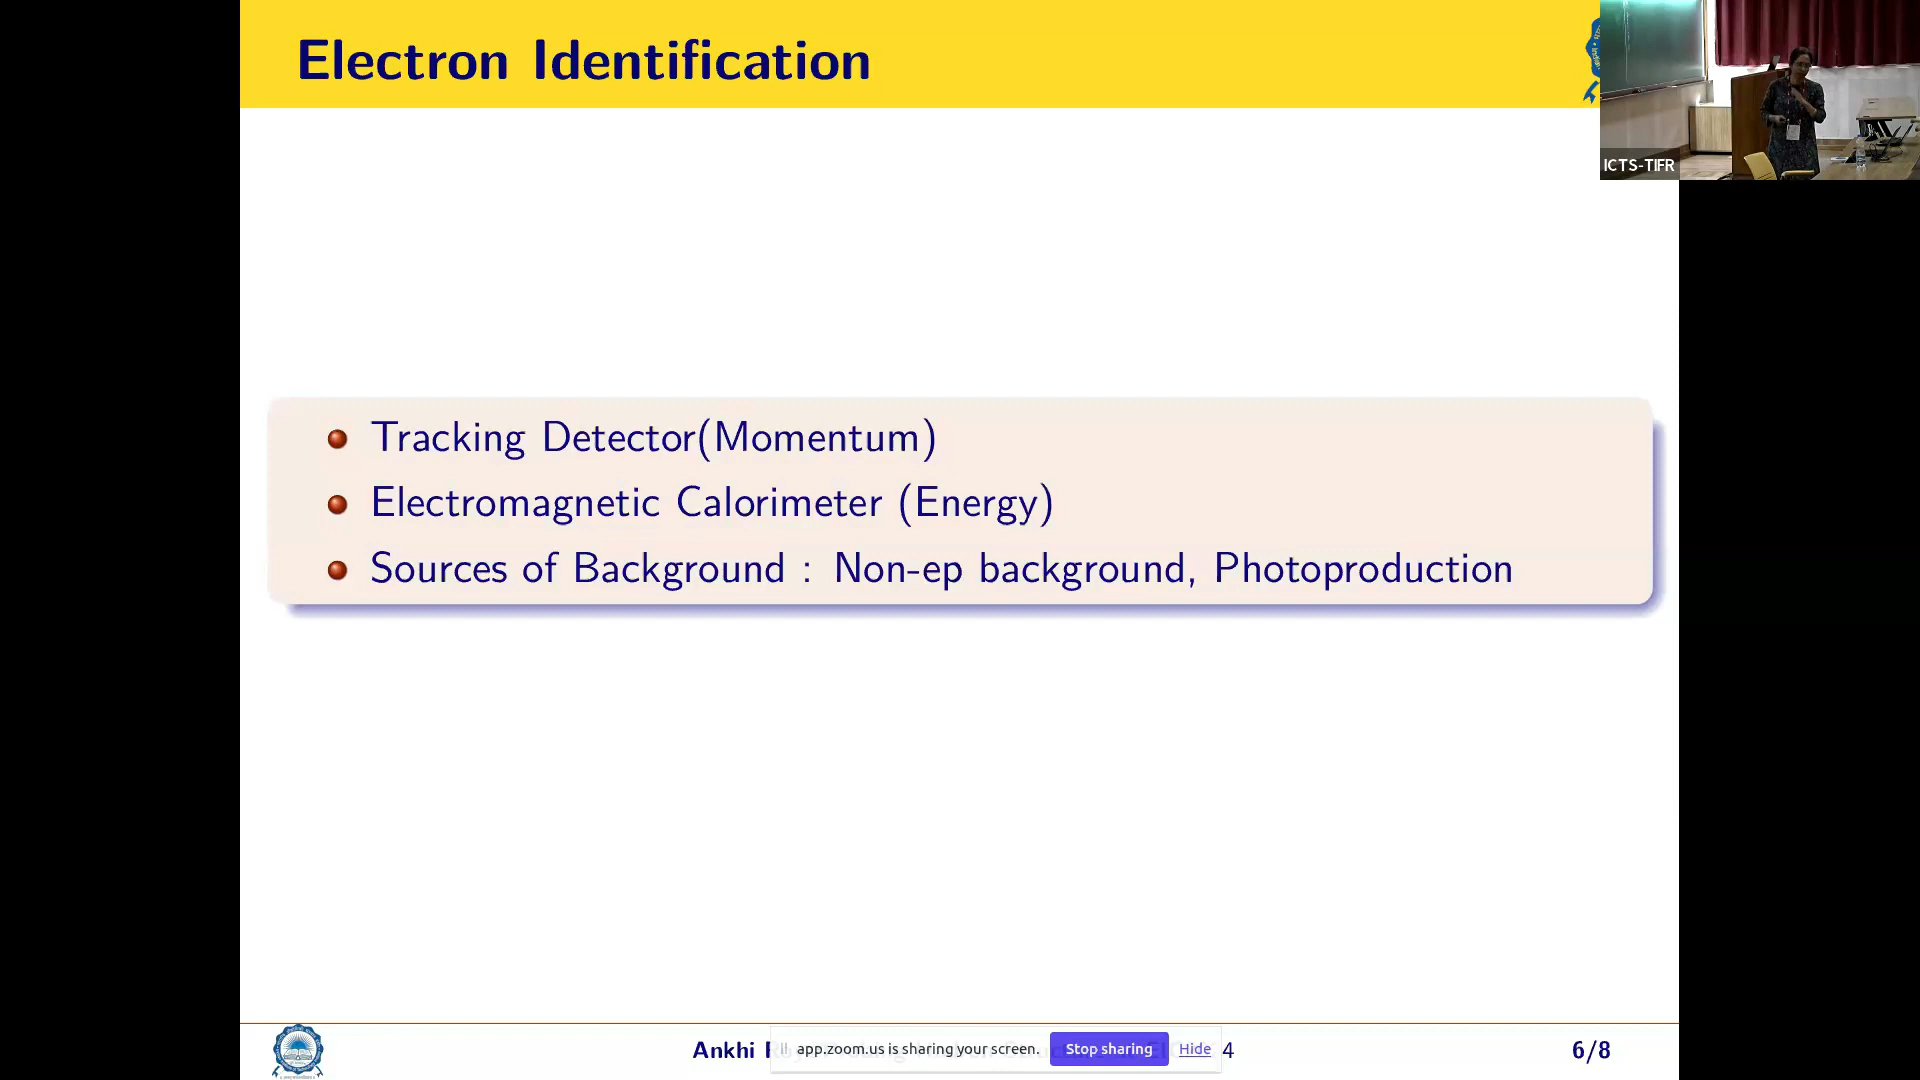 Electron Identification
ICTS-TIFR
Tracking Detector(Momentum)
Electromagnetic Calorimeter (Energy)
Sources of Background : Non-ep background, Photoproduction
Ankhi
app.zoom.us is sharing your screen.
Stop sharing
Hide
4
6/8